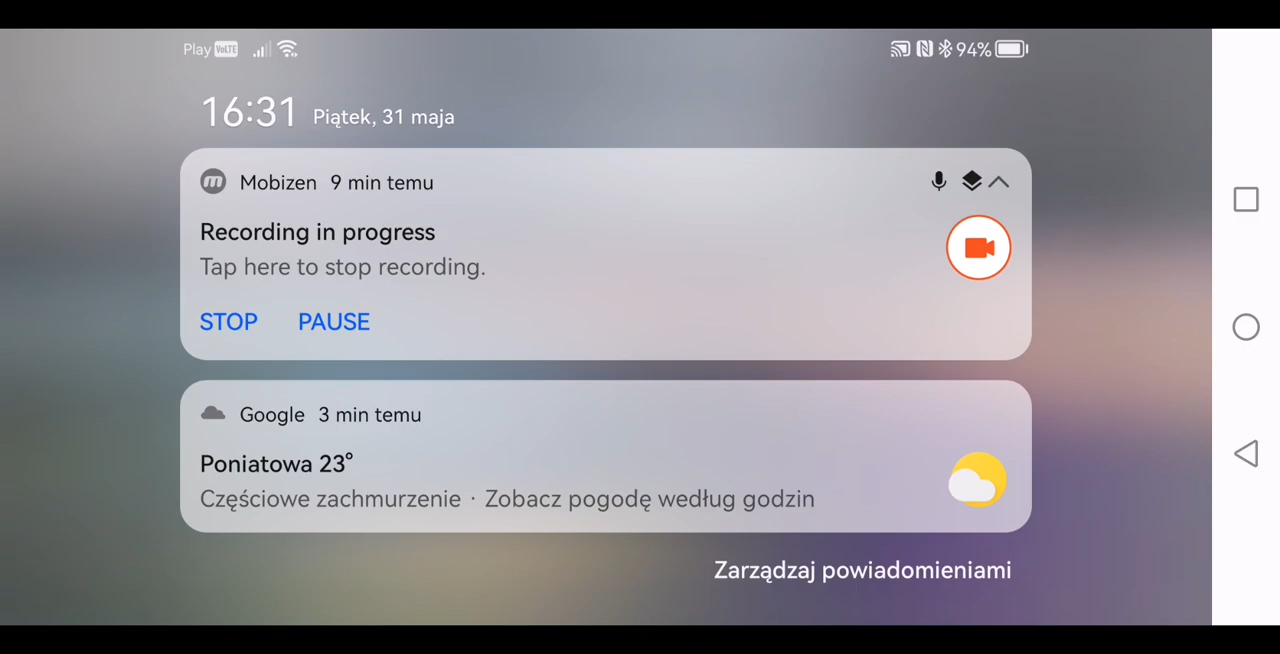 Play VoLTE 94%
16:31 Piątek, 31 maja
Mobizen 9 min temu
Recording in progress
Tap here to stop recording.
STOP PAUSE
Google 3 min temu
Poniatowa 23°
Częściowe zachmurzenie · Zobacz pogodę według godzin
Zarządzaj powiadomieniami